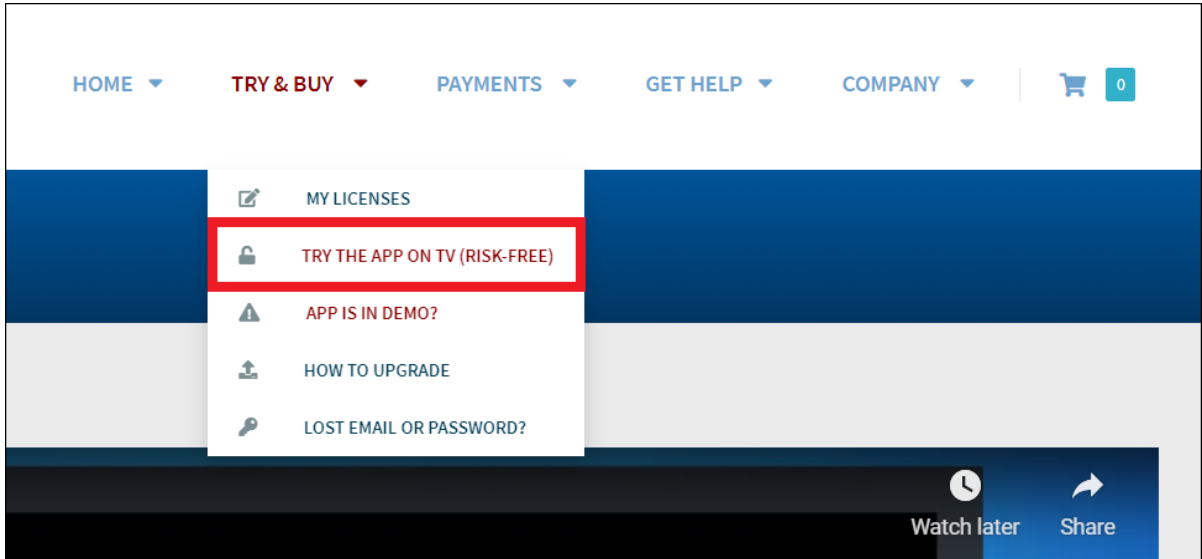 HOME TRY & BUY PAYMENTS GET HELP COMPANY 0
MY LICENSES
TRY THE APP ON TV (RISK-FREE)
APP IS IN DEMO?
HOW TO UPGRADE
LOST EMAIL OR PASSWORD?
Watch later Share